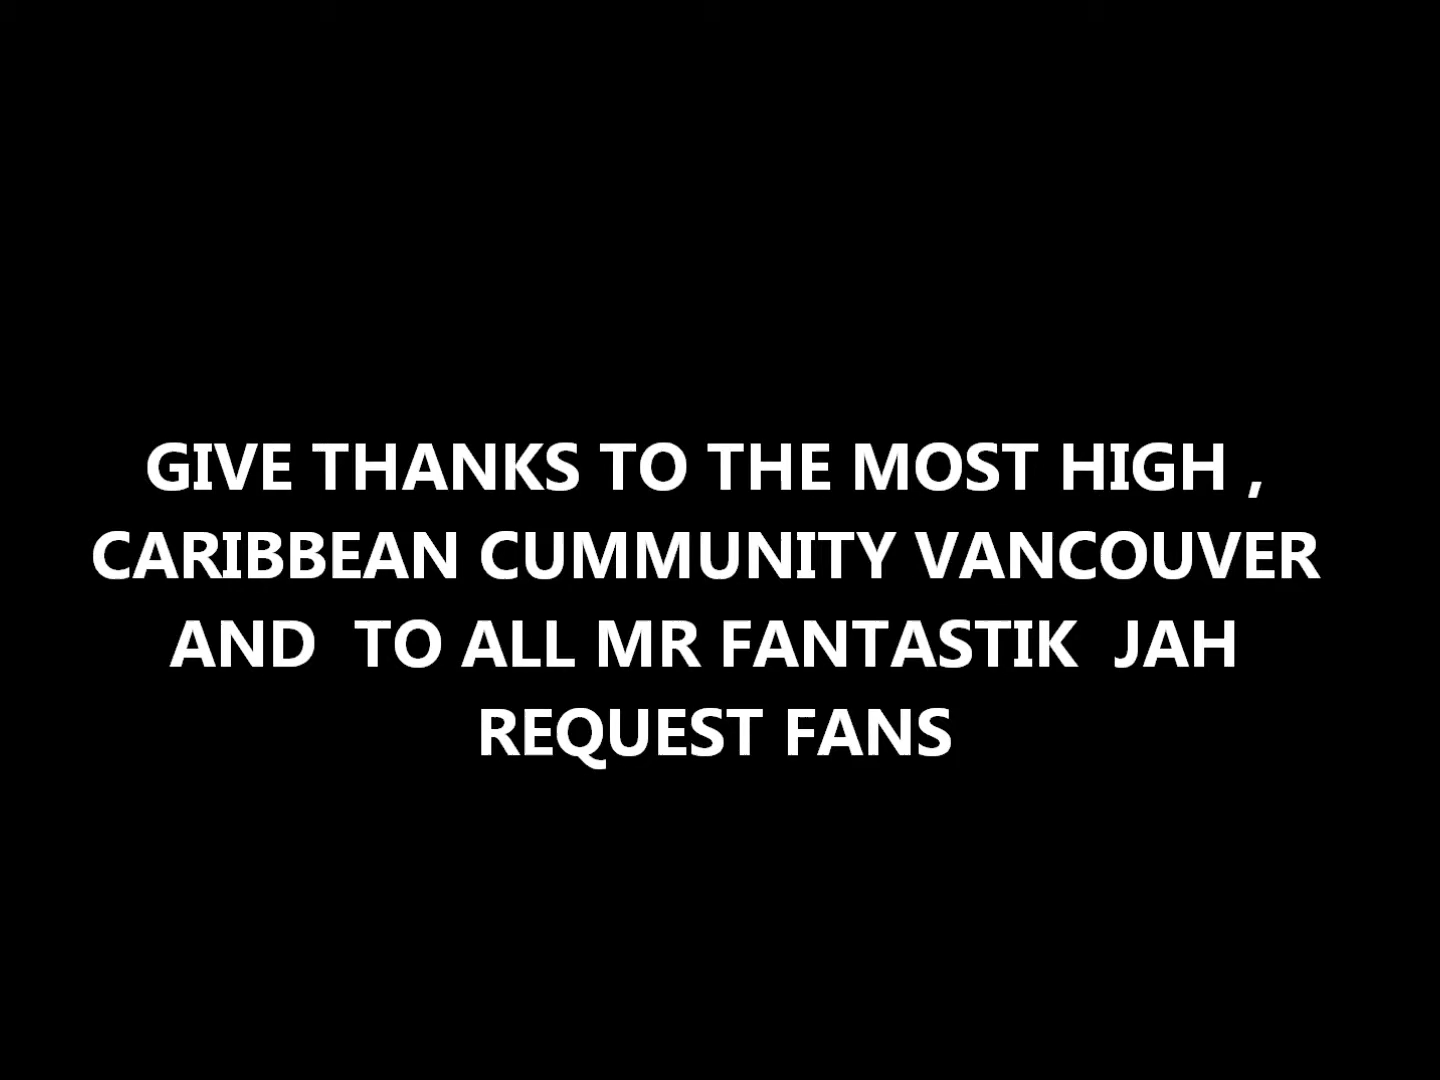 GIVE THANKS TO THE MOST HIGH ,
CARIBBEAN CUMMUNITY VANCOUVER
AND  TO ALL MR FANTASTIK  JAH
REQUEST FANS